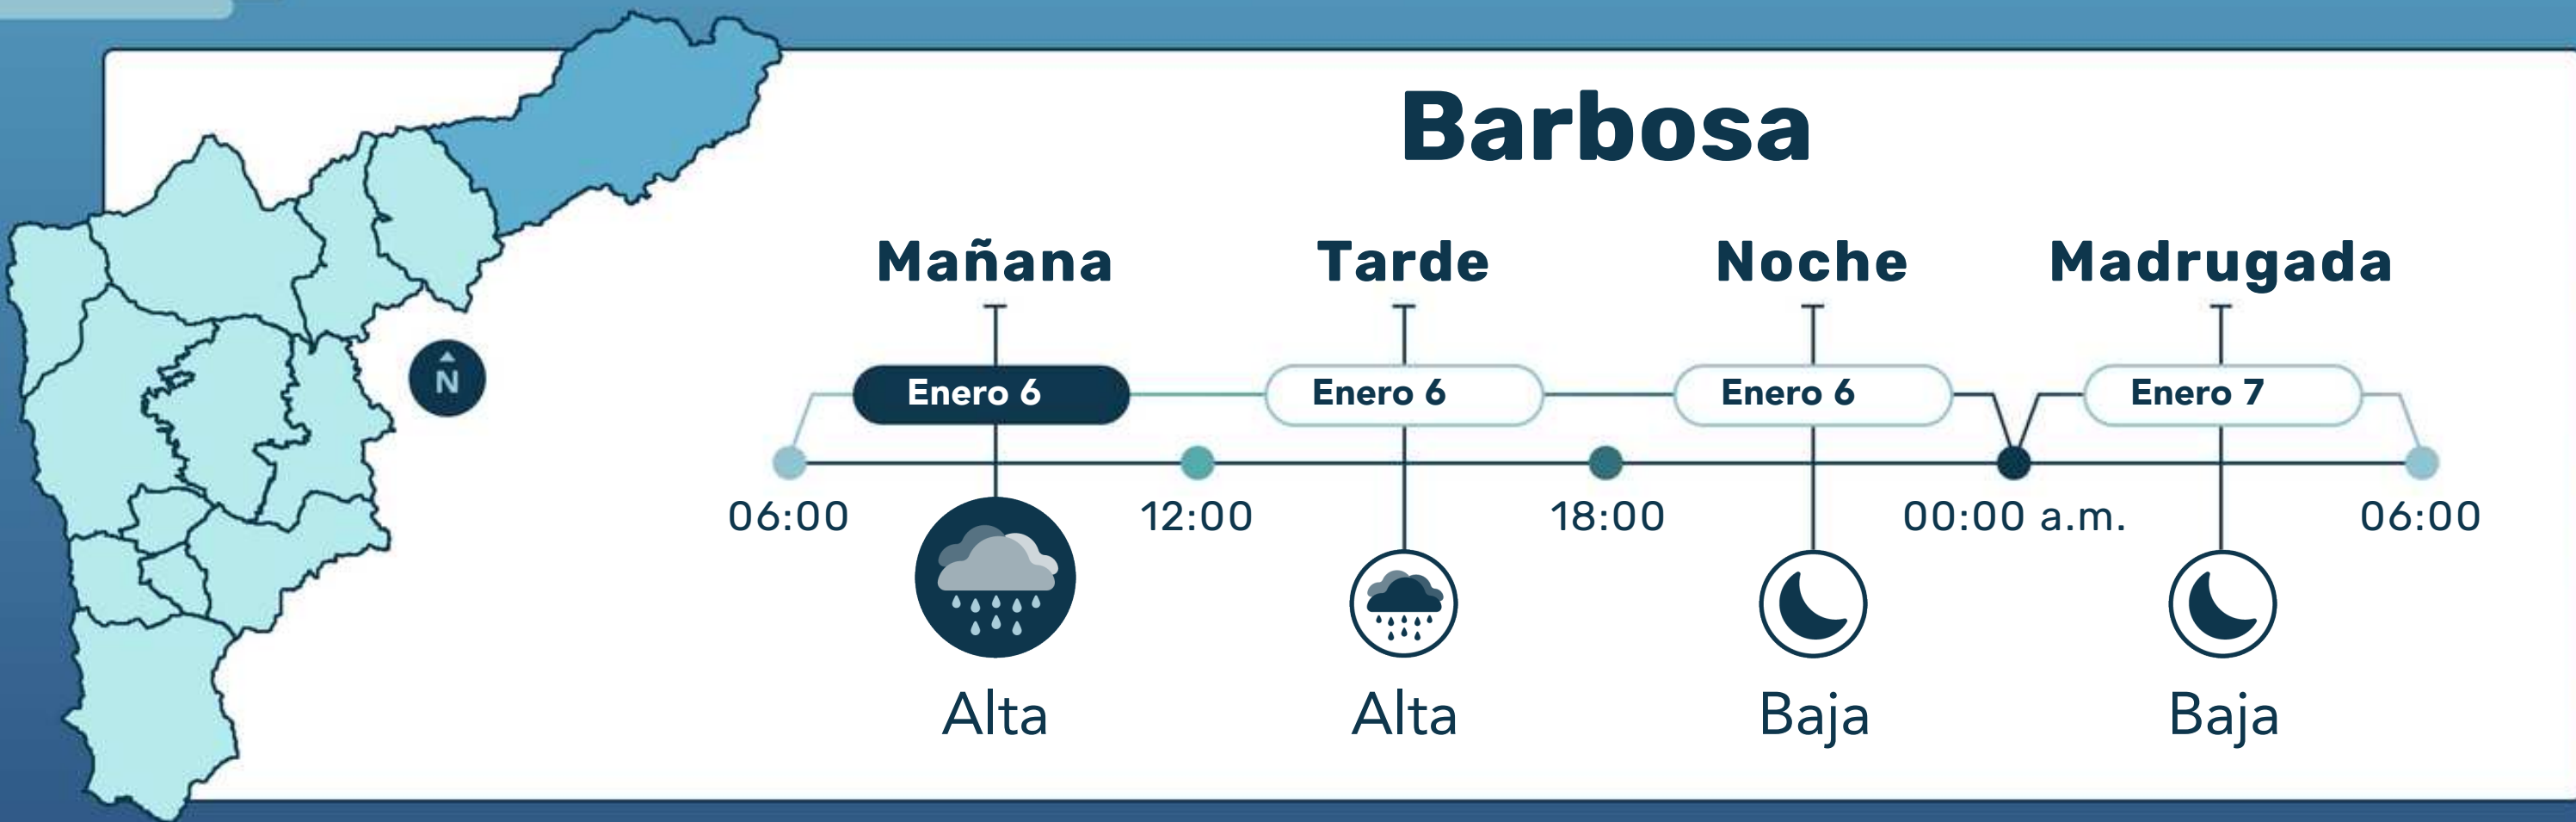 Barbosa
Mañana Tarde Noche Madrugada
N
Enero 6 Enero 6 Enero 6 Enero 7
06:00 12:00 18:00 00:00 a.m. 06:00
Alta Alta Baja Baja